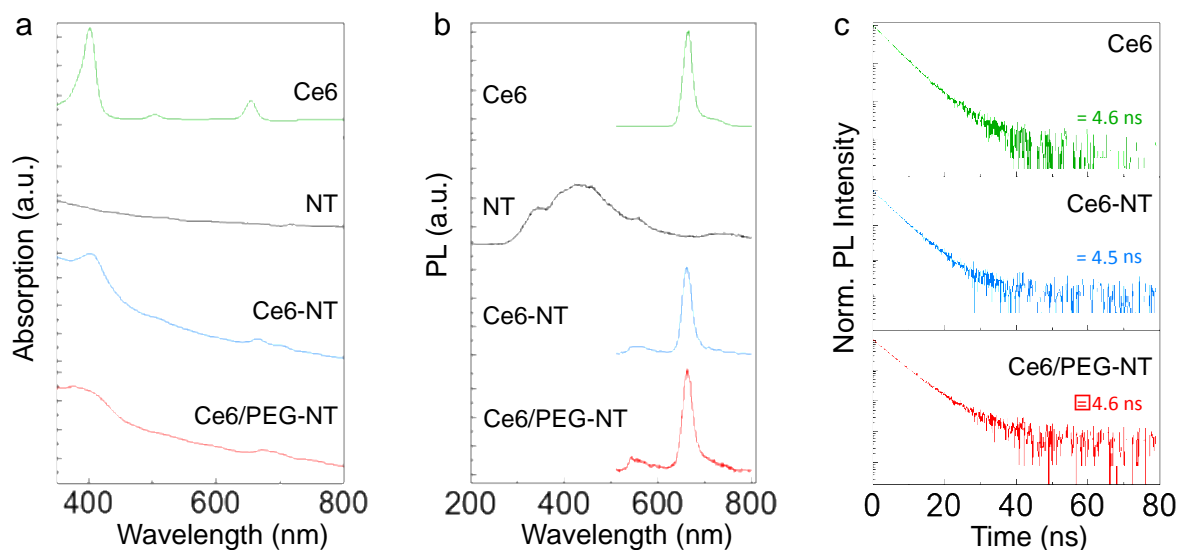 a
Ce6
NT
Ce6-NT
Ce6/PEG-NT
Absorption (a.u.)
400
600
800
Wavelength (nm)
b
Ce6
NT
Ce6-NT
Ce6/PEG-NT
PL (a.u.)
200
400
600
800
Wavelength (nm)
c
Ce6
= 4.6 ns
Ce6-NT
= 4.5 ns
Ce6/PEG-NT
= 4.6 ns
Norm. PL Intensity
0
20
40
60
80
Time (ns)